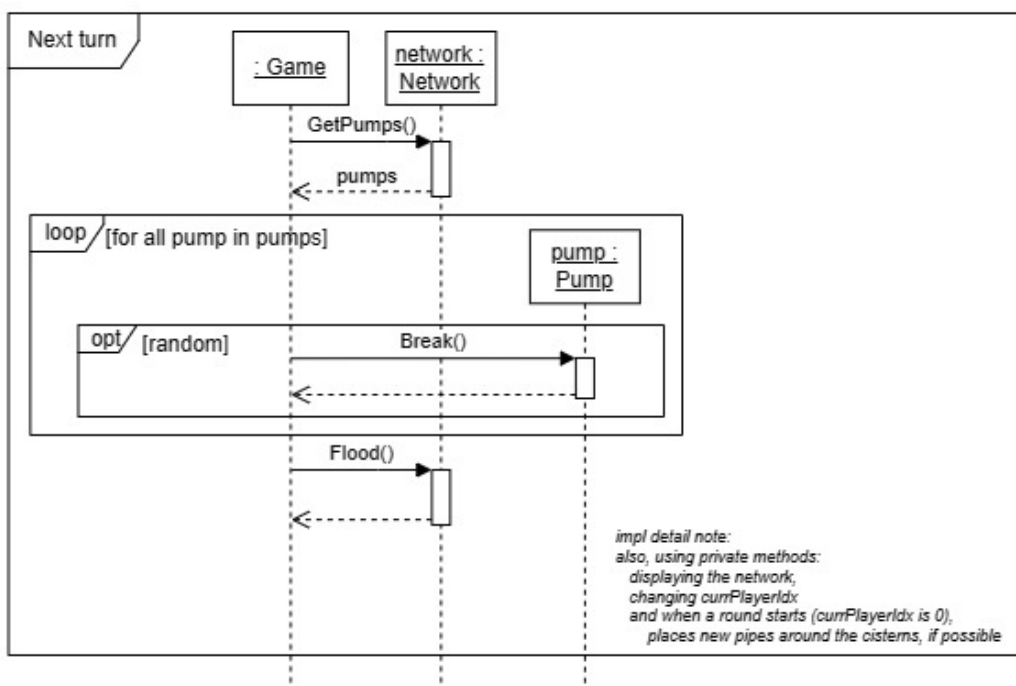 Next turn
: Game
network :
Network
GetPumps()
pumps
loop
[for all pump in pumps]
pump :
Pump
opt
[random]
Break()
Flood()
impl detail note:
also, using private methods:
displaying the network,
changing currPlayerIdx
and when a round starts (currPlayerIdx is 0),
places new pipes around the cisterns, if possible